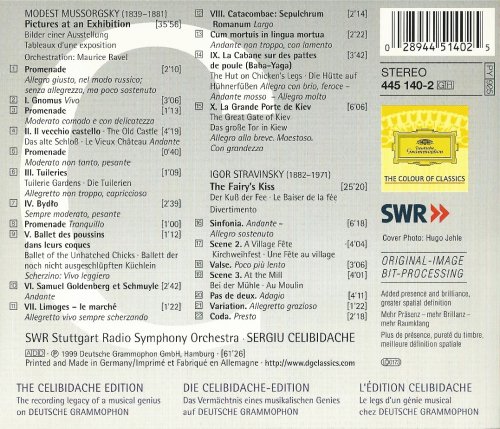 MODEST MUSSORGSKY (1839–1881)
Pictures at an Exhibition [35'56]
Bilder einer Ausstellung
Tableaux d'une exposition
Orchestration: Maurice Ravel
1 Promenade [2'10]
Allegro giusto, nel modo russico;
senza allegrezza, ma poco sostenuto
2 I. Gnomus Vivo [3'06]
3 Promenade [1'13]
Moderato comodo e con delicatezza
4 II. Il vecchio castello · The Old Castle [4'19]
Das alte Schloß · Le Vieux Château Andante
5 Promenade [0'40]
Moderato non tanto, pesante
6 III. Tuileries [1'09]
Tuilerie Gardens · Die Tuilerien
Allegretto non troppo, capriccioso
7 IV. Bydło [2'39]
Sempre moderato, pesante
8 Promenade Tranquillo [1'00]
9 V. Ballet des poussins [1'12]
dans leurs coques
Ballet of the Unhatched Chicks · Ballett der
noch nicht ausgeschlüpften Küchlein
Scherzino: Vivo leggiero
10 VI. Samuel Goldenberg et Schmuyle [2'42]
Andante
11 VII. Limoges – le marché [1'22]
Allegretto vivo sempre scherzando
12 VIII. Catacombae: Sepulchrum [2'14]
Romanum Largo
13 Cum mortuis in lingua mortua [2'22]
Andante non troppo, con lamento
14 IX. La Cabane sur des pattes [3'42]
de poule (Baba-Yaga)
The Hut on Chicken's legs · Die Hütte auf
Hühnerfüßen Allegro con brio, feroce –
Andante mosso – Allegro molto
15 X. La Grande Porte de Kiev [6'06]
The Great Gate of Kiev
Das große Tor in Kiew
Allegro alla breve. Maestoso.
Con grandezza
IGOR STRAVINSKY (1882–1971)
The Fairy's Kiss [25'20]
Der Kuß der Fee · Le Baiser de la fée
Divertimento
16 Sinfonia. Andante – [6'18]
Allegro sostenuto
17 Scene 2. A Village Fête [4'04]
Kirchweihfest · Une Fête au village
18 Valse. Poco più lento [3'06]
19 Scene 3. At the Mill [4'01]
Bei der Mühle · Au Moulin
20 Pas de deux. Adagio [4'11]
21 Variation. Allegretto grazioso [1'22]
22 Coda. Presto [2'18]
SWR Stuttgart Radio Symphony Orchestra · SERGIU CELIBIDACHE
ADD ℗ 1999 Deutsche Grammophon GmbH, Hamburg · [61'26]
Printed and Made in Germany/Imprimé et Fabriqué en Allemagne · http://www.dgclassics.com
0 28944 51402 5
STEREO
445 140-2 GH
Deutsche
Grammophon
THE COLOUR OF CLASSICS
SWR
Cover Photo: Hugo Jehle
ORIGINAL-IMAGE
BIT-PROCESSING
Added presence and brilliance,
greater spatial definition
Mehr Präsenz – mehr Brillanz –
mehr Raumklang
Plus de présence, pureté du timbre,
meilleure définition spatiale
THE CELIBIDACHE EDITION
The recording legacy of a musical genius
on DEUTSCHE GRAMMOPHON
DIE CELIBIDACHE-EDITION
Das Vermächtnis eines musikalischen Genies
auf DEUTSCHE GRAMMOPHON
L'ÉDITION CELIBIDACHE
Le legs d'un génie musical
chez DEUTSCHE GRAMMOPHON